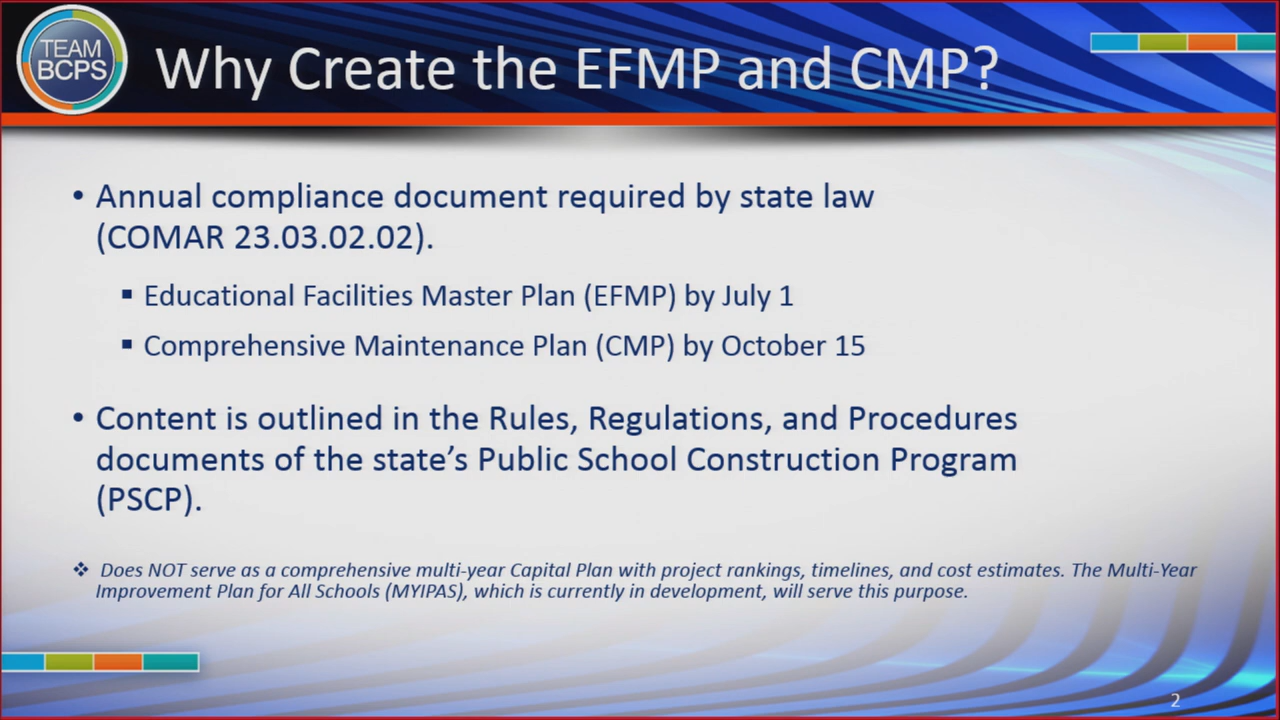 TEAM
BCPS
Why Create the EFMP and CMP?
• Annual compliance document required by state law
(COMAR 23.03.02.02).
▪ Educational Facilities Master Plan (EFMP) by July 1
▪ Comprehensive Maintenance Plan (CMP) by October 15
• Content is outlined in the Rules, Regulations, and Procedures
documents of the state’s Public School Construction Program
(PSCP).
❖ Does NOT serve as a comprehensive multi-year Capital Plan with project rankings, timelines, and cost estimates. The Multi-Year
Improvement Plan for All Schools (MYIPAS), which is currently in development, will serve this purpose.
2